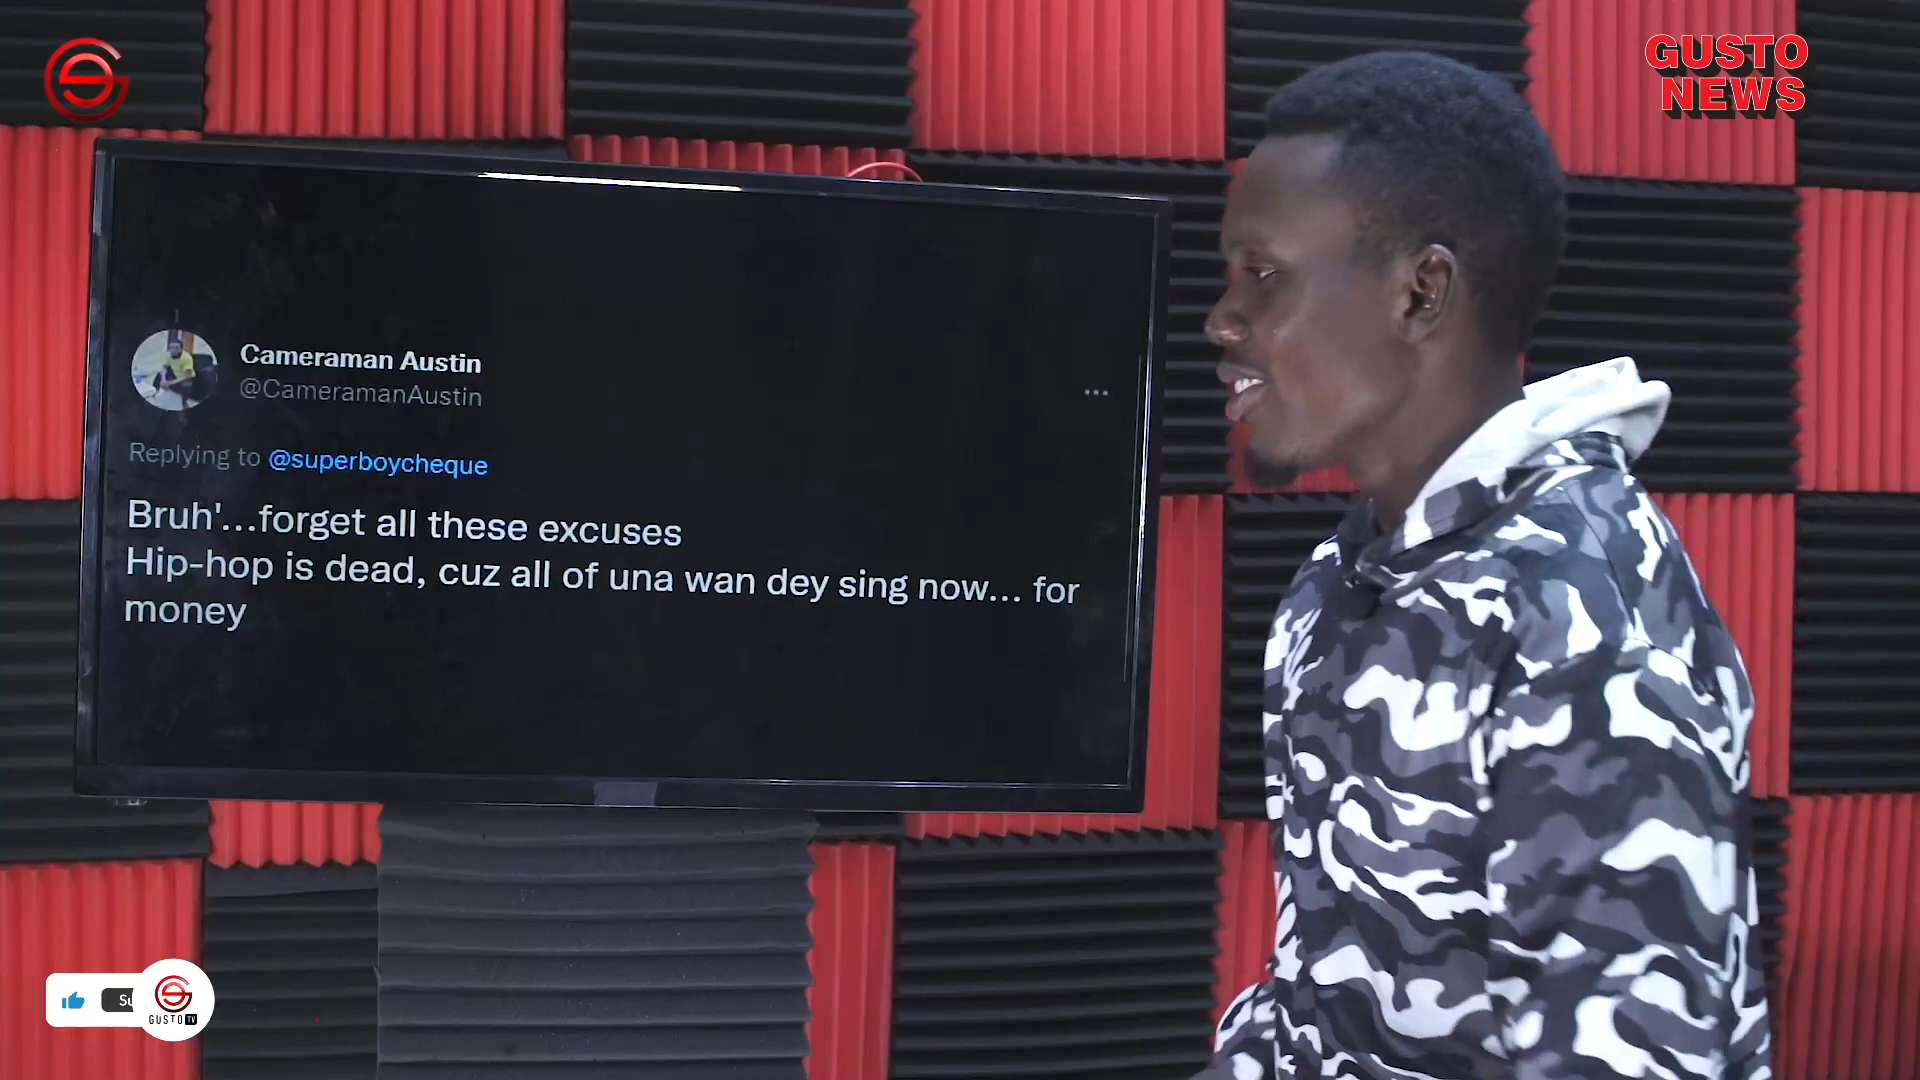 GUSTO
NEWS
Cameraman Austin
@CameramanAustin
...
Replying to @superboycheque
Bruh'...forget all these excuses
Hip-hop is dead, cuz all of una wan dey sing now... for
money
Su
GUSTO TV